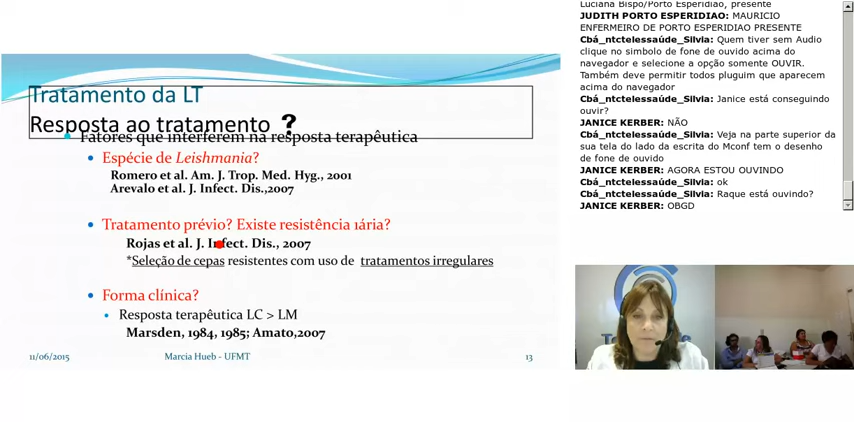 Tratamento da LT
Resposta ao tratamento ?
Fatores que interferem na resposta terapêutica
Espécie de Leishmania?
Romero et al. Am. J. Trop. Med. Hyg., 2001
Arevalo et al. J. Infect. Dis.,2007
Tratamento prévio? Existe resistência 1ária?
Rojas et al. J. Infect. Dis., 2007
*Seleção de cepas resistentes com uso de tratamentos irregulares
Forma clínica?
Resposta terapêutica LC > LM
Marsden, 1984, 1985; Amato,2007
11/06/2015 Marcia Hueb - UFMT 13
Luciana Bispo/Porto Esperidiao, presente
JUDITH PORTO ESPERIDIAO: MAURICIO
ENFERMEIRO DE PORTO ESPERIDIAO PRESENTE
Cbá_ntctelessaúde_Silvia: Quem tiver sem Audio
clique no simbolo de fone de ouvido acima do
navegador e selecione a opção somente OUVIR.
Também deve permitir todos pluguim que aparecem
acima do navegador
Cbá_ntctelessaúde_Silvia: Janice está conseguindo
ouvir?
JANICE KERBER: NÃO
Cbá_ntctelessaúde_Silvia: Veja na parte superior da
sua tela do lado da escrita do Mconf tem o desenho
de fone de ouvido
JANICE KERBER: AGORA ESTOU OUVINDO
Cbá_ntctelessaúde_Silvia: ok
Cbá_ntctelessaúde_Silvia: Raque está ouvindo?
JANICE KERBER: OBGD